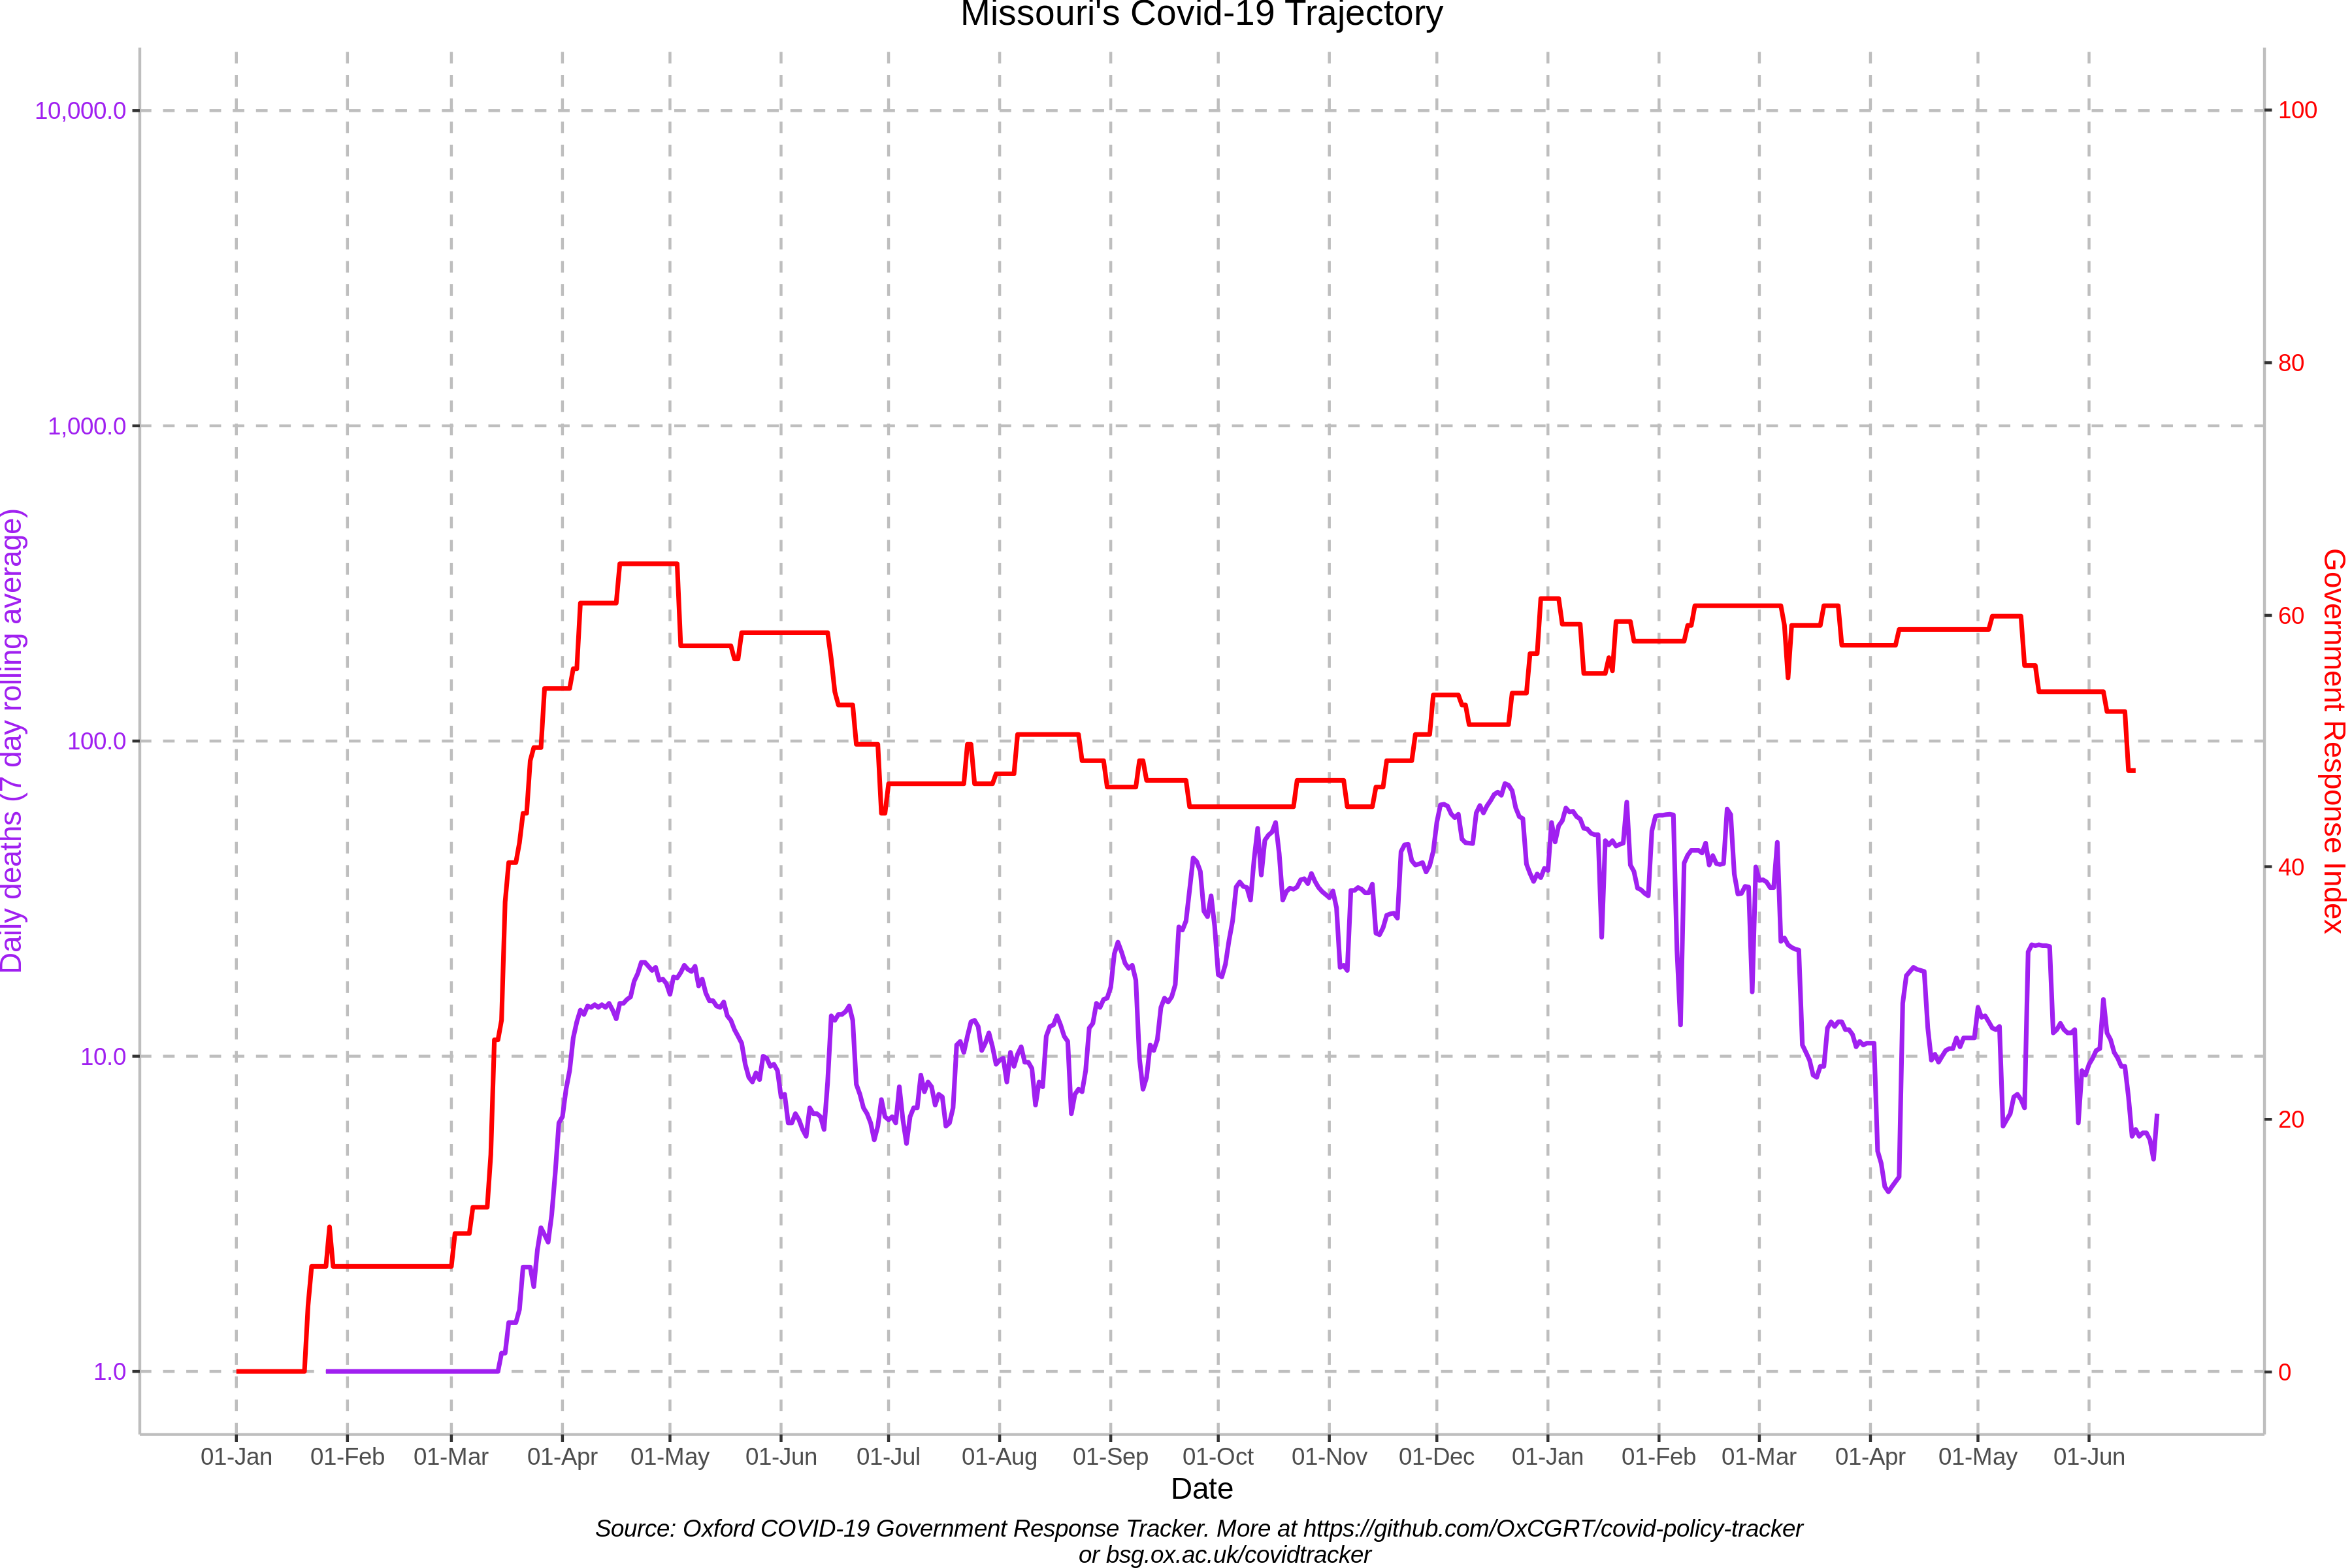 Missouri's Covid-19 Trajectory
10,000.0
1,000.0
100.0
10.0
1.0
Daily deaths (7 day rolling average)
100
80
60
40
20
0
Government Response Index
01-Jan 01-Feb 01-Mar 01-Apr 01-May 01-Jun 01-Jul 01-Aug 01-Sep 01-Oct 01-Nov 01-Dec 01-Jan 01-Feb 01-Mar 01-Apr 01-May 01-Jun
Date
Source: Oxford COVID-19 Government Response Tracker. More at https://github.com/OxCGRT/covid-policy-tracker
or bsg.ox.ac.uk/covidtracker